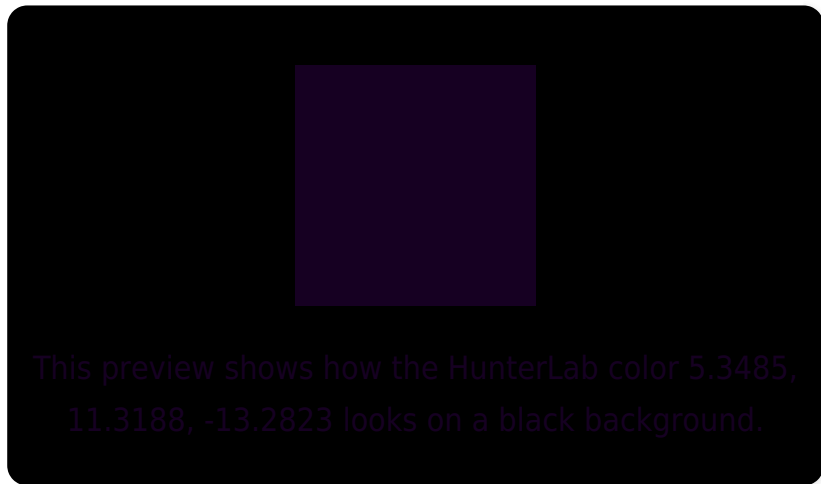 This preview shows how the HunterLab color 5.3485,
11.3188, -13.2823 looks on a black background.